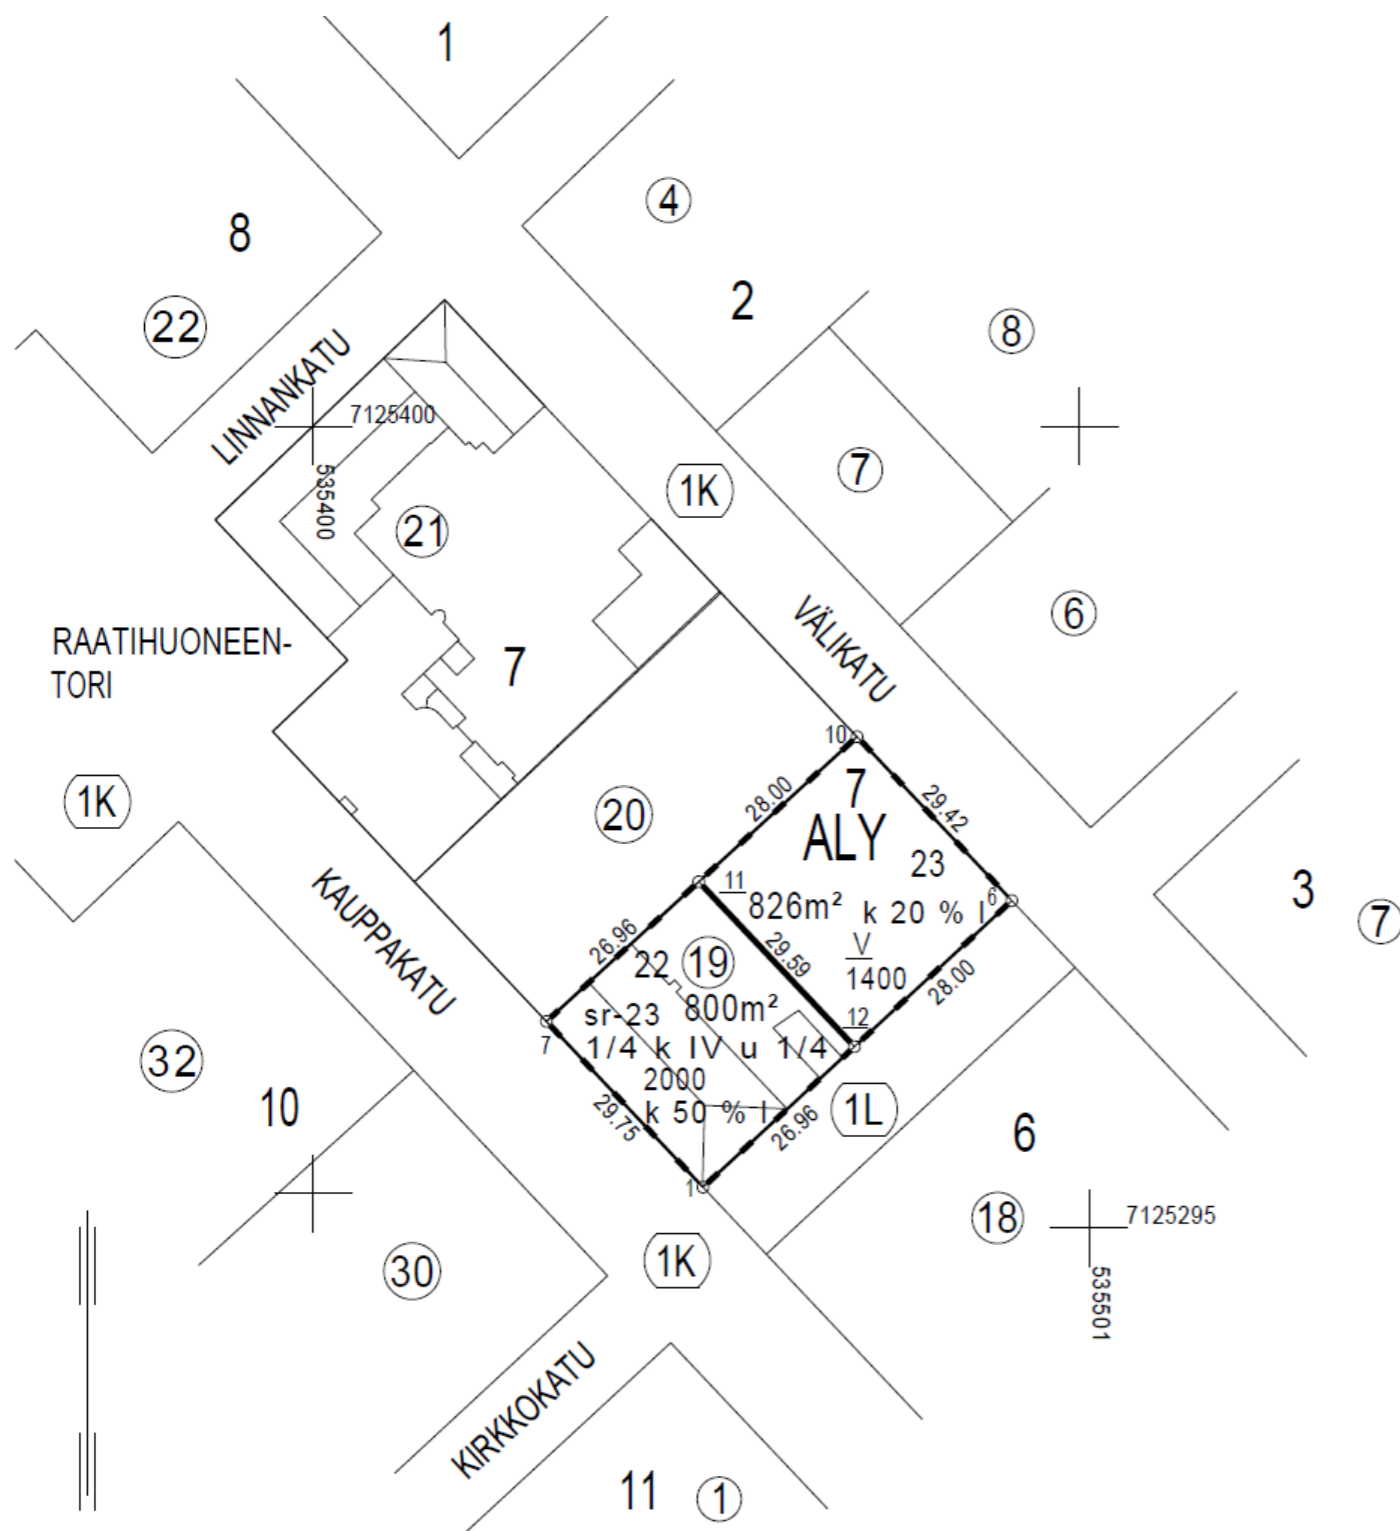 1
4
8
2
22
8
LINNANKATU
7125400
535400
7
1K
21
6
VÄLIKATU
RAATIHUONEEN-
TORI
7
10
28.00
7
29.42
1K
20
ALY
23
3
7
11
826m²
k 20 % l
6
KAUPPAKATU
26.96
29.59
V
1400
28.00
22
19
sr-23
800m²
12
7
1/4 k IV u 1/4
2000
k 50 % l
32
10
29.75
26.96
1L
6
1
18
7125295
535501
1K
30
KIRKKOKATU
11
1